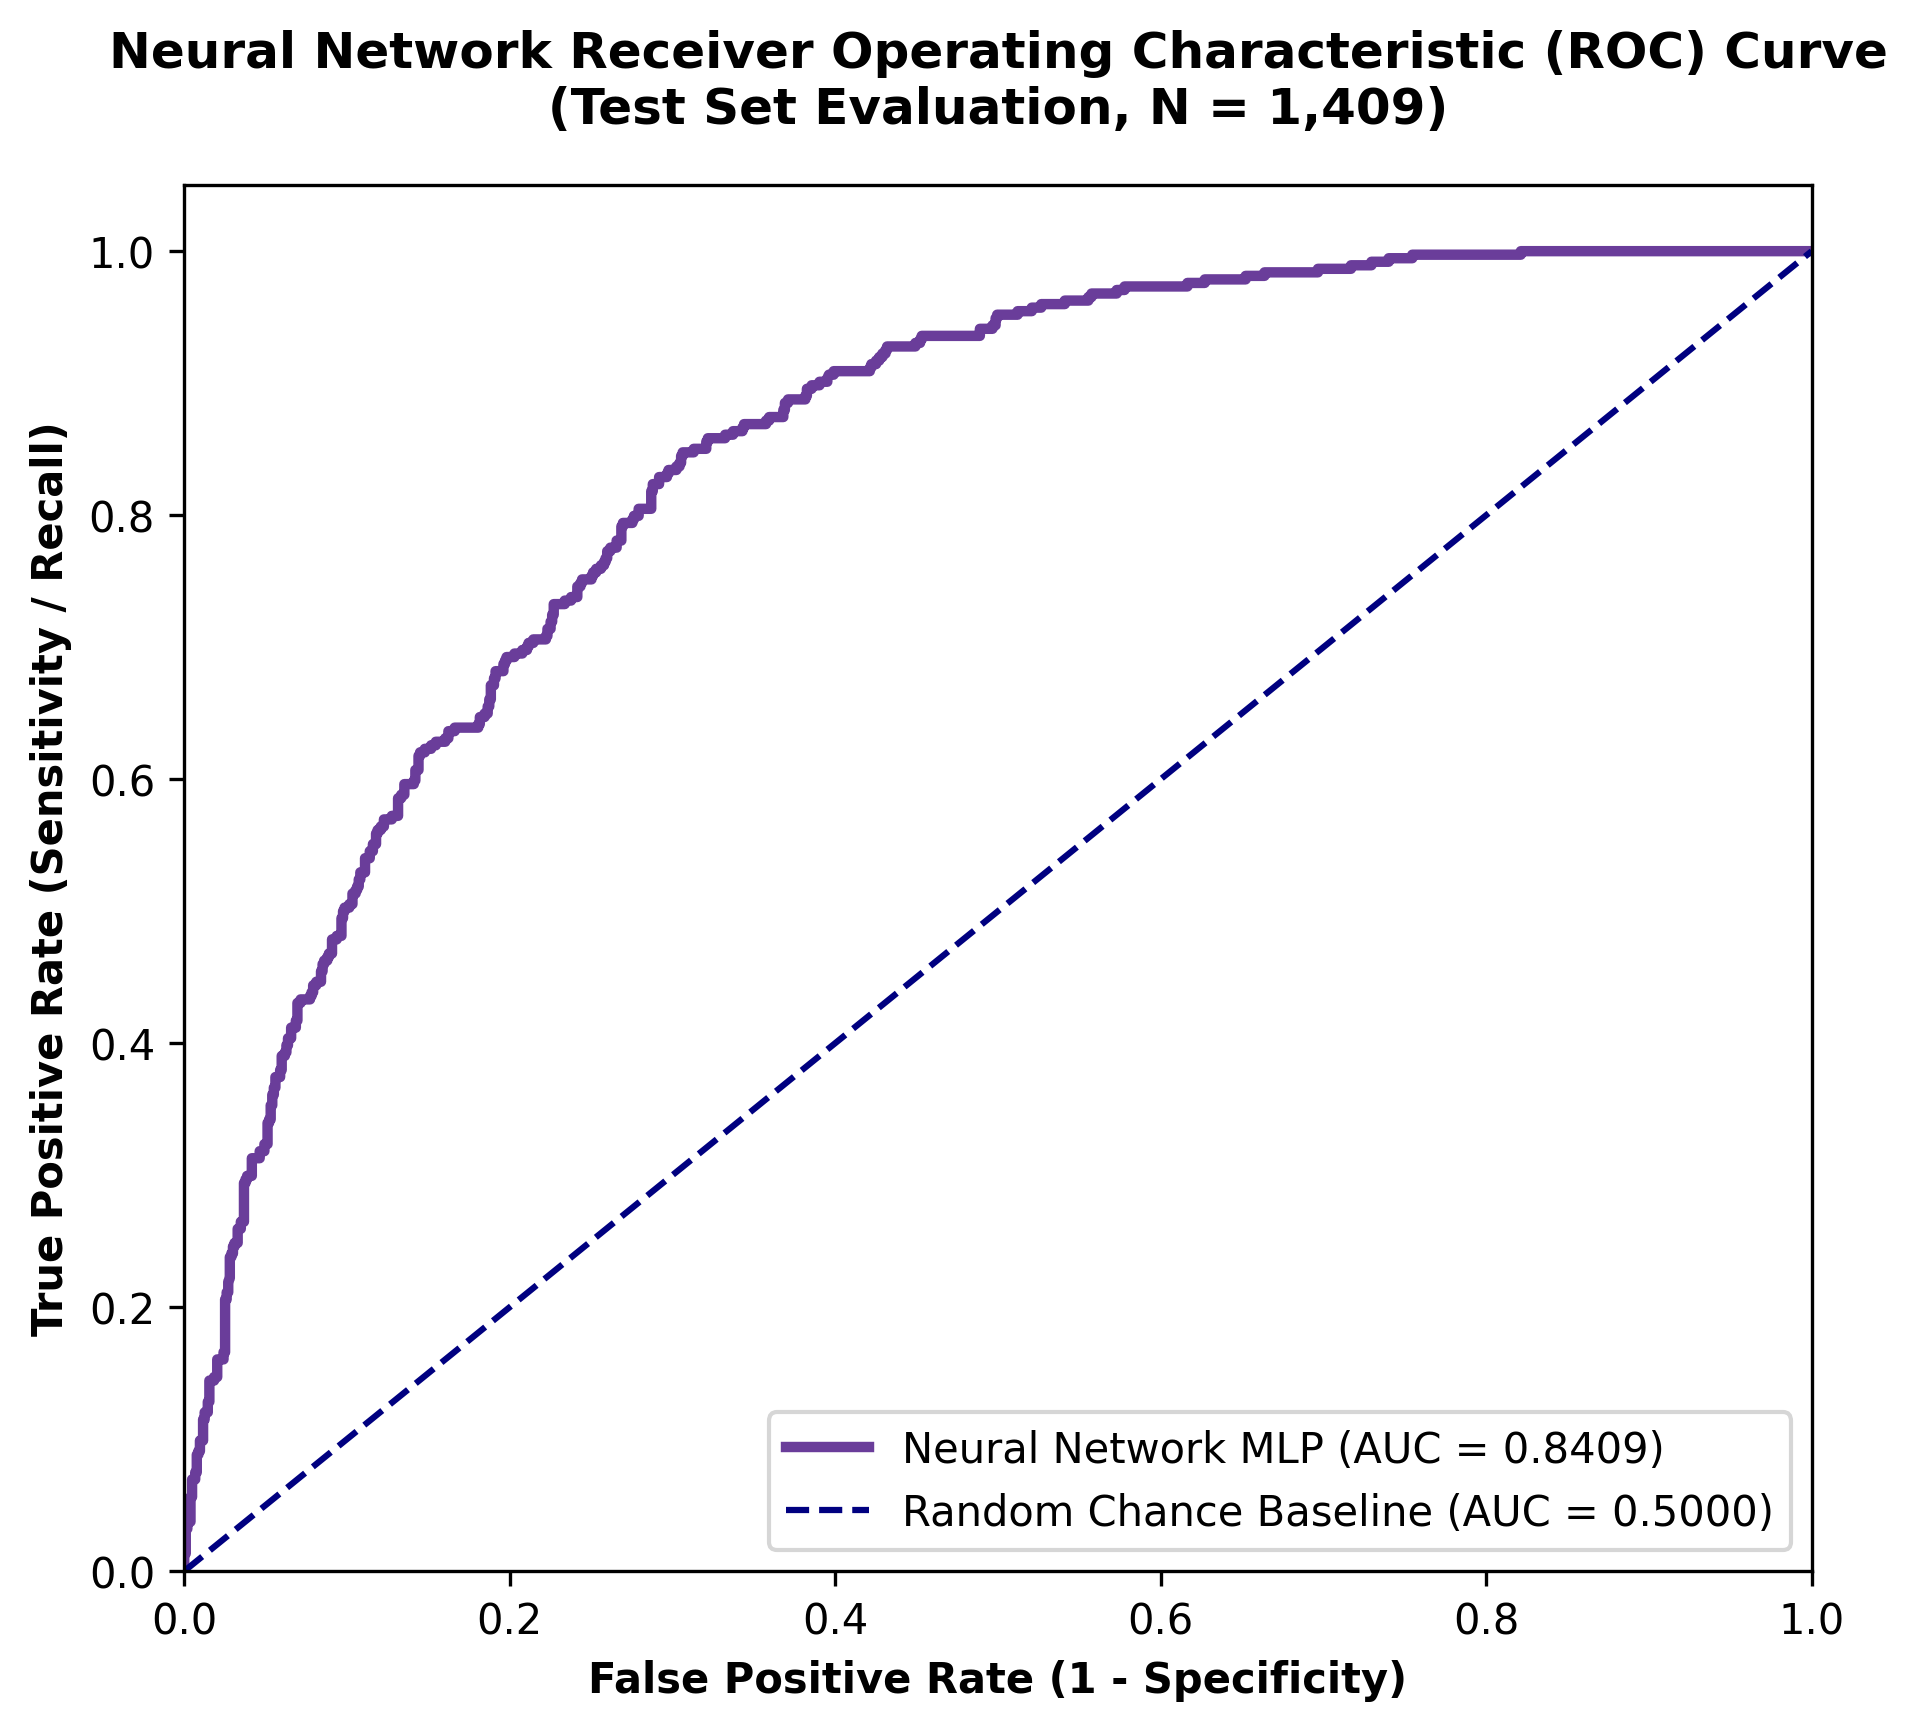 Neural Network Receiver Operating Characteristic (ROC) Curve
(Test Set Evaluation, N = 1,409)
True Positive Rate (Sensitivity / Recall)
1.0
0.8
0.6
0.4
0.2
0.0
Neural Network MLP (AUC = 0.8409)
Random Chance Baseline (AUC = 0.5000)
0.0 0.2 0.4 0.6 0.8 1.0
False Positive Rate (1 - Specificity)